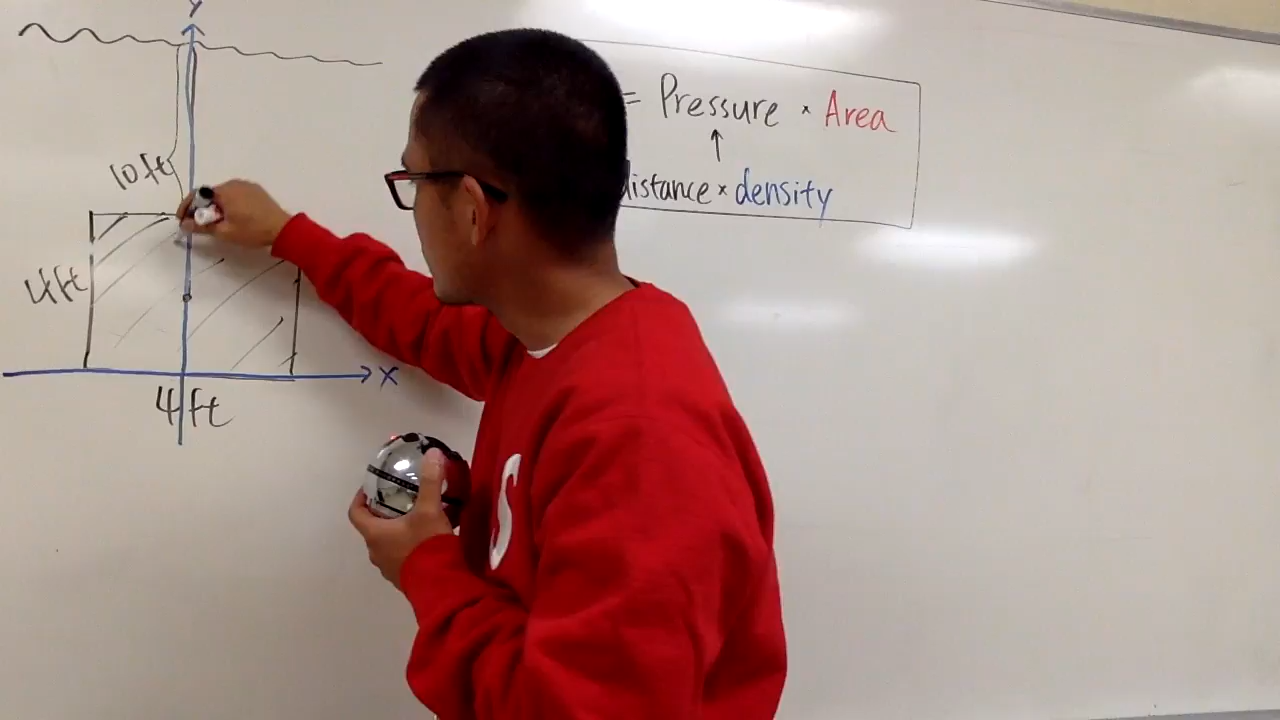 y
= Pressure × Area
↑
distance × density
10ft
4ft
x
4ft
S